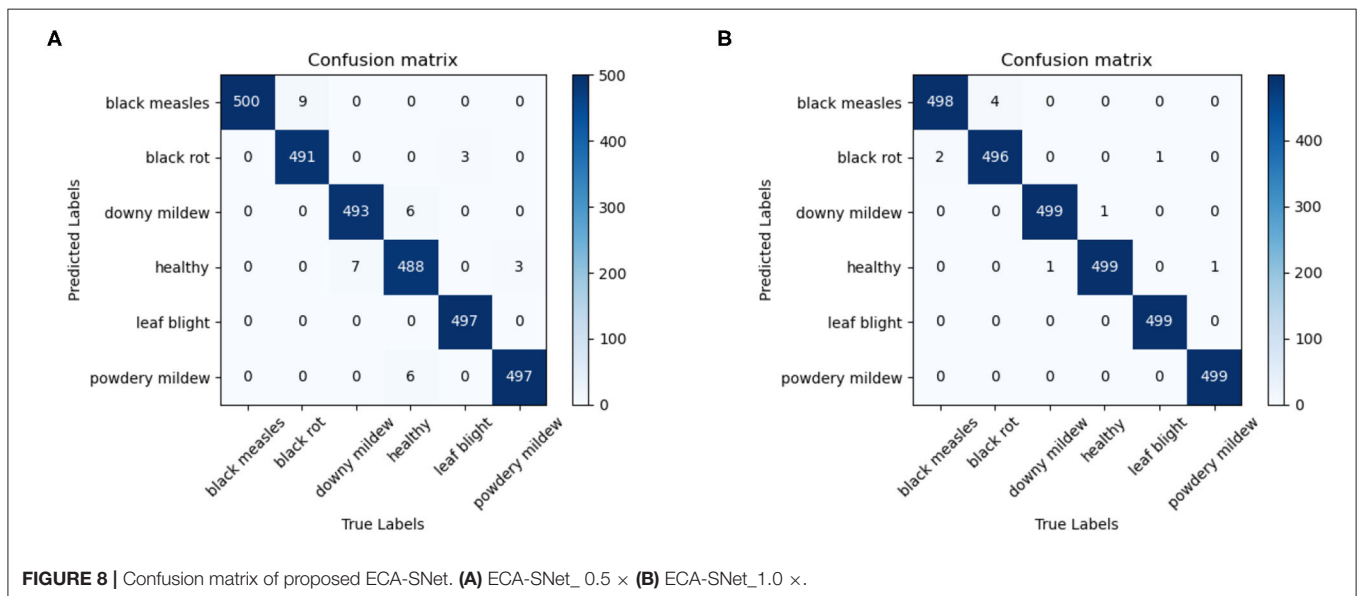 A
Confusion matrix
Predicted Labels
black measles 500 9 0 0 0 0
black rot 0 491 0 0 3 0
downy mildew 0 0 493 6 0 0
healthy 0 0 7 488 0 3
leaf blight 0 0 0 0 497 0
powdery mildew 0 0 0 6 0 497
black measles
black rot
downy mildew
healthy
leaf blight
powdery mildew
True Labels
500
400
300
200
100
0
B
Confusion matrix
Predicted Labels
black measles 498 4 0 0 0 0
black rot 2 496 0 0 1 0
downy mildew 0 0 499 1 0 0
healthy 0 0 1 499 0 1
leaf blight 0 0 0 0 499 0
powdery mildew 0 0 0 0 0 499
black measles
black rot
downy mildew
healthy
leaf blight
powdery mildew
True Labels
400
300
200
100
0
FIGURE 8 | Confusion matrix of proposed ECA-SNet. (A) ECA-SNet_ 0.5 × (B) ECA-SNet_1.0 ×.